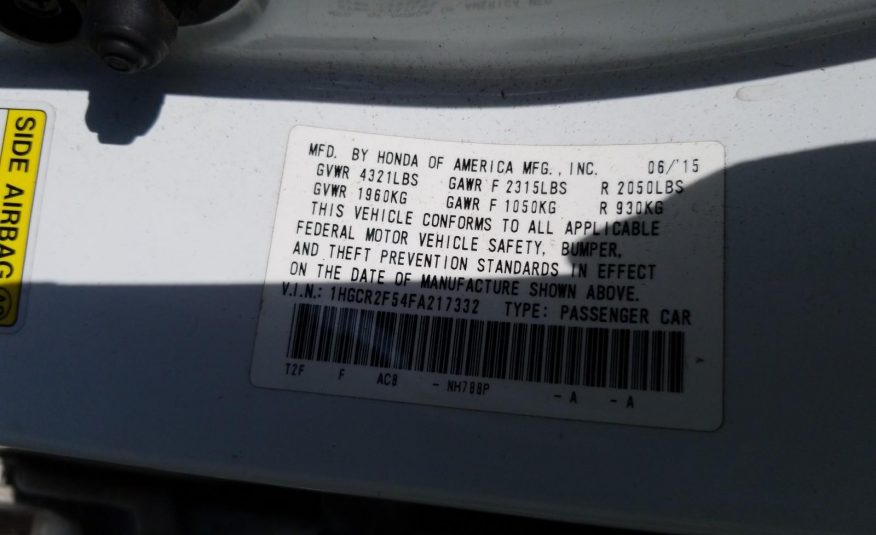 SIDE AIRBAG
MFD. BY HONDA OF AMERICA MFG., INC. 06/'15
GVWR 4321LBS GAWR F 2315LBS R 2050LBS
GVWR 1960KG GAWR F 1050KG R 930KG
THIS VEHICLE CONFORMS TO ALL APPLICABLE
FEDERAL MOTOR VEHICLE SAFETY, BUMPER,
AND THEFT PREVENTION STANDARDS IN EFFECT
ON THE DATE OF MANUFACTURE SHOWN ABOVE.
V.I.N.: 1HGCR2F54FA217332 TYPE: PASSENGER CAR
T2F F AC8 - NH788P - A - A